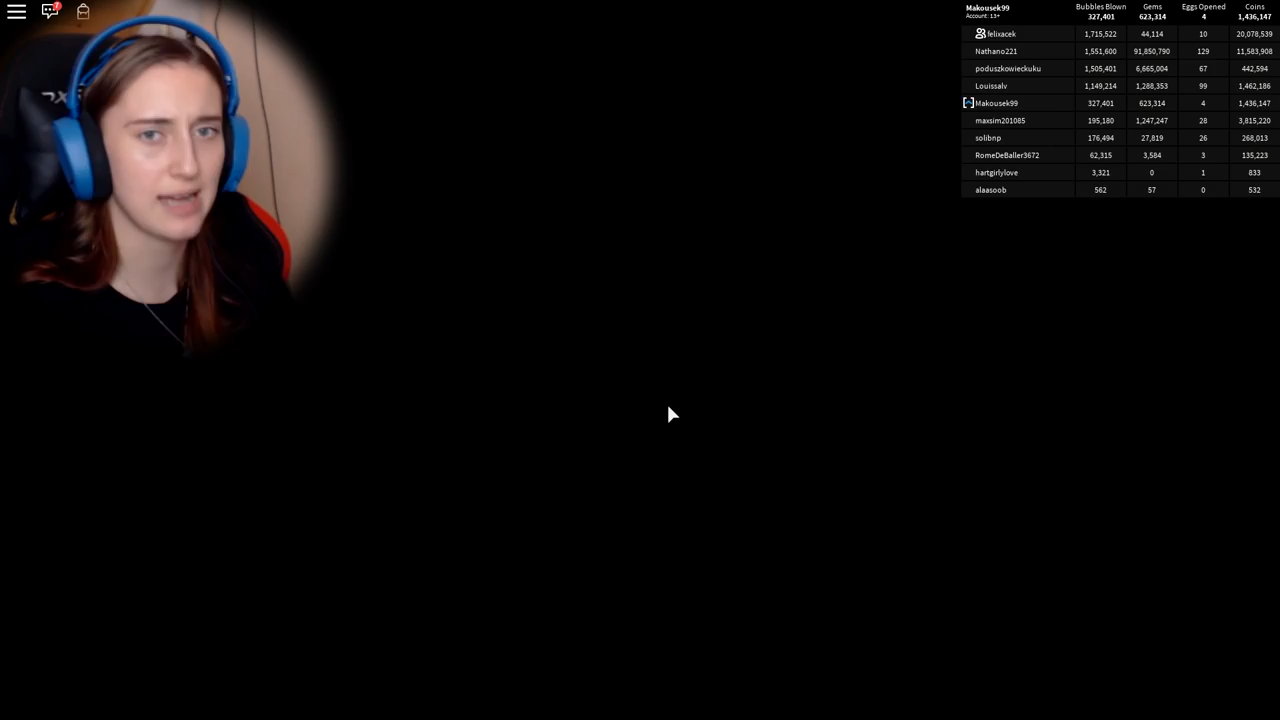 7
DX
Makousek99 Bubbles Blown Gems Eggs Opened Coins
Account: 13+ 327,401 623,314 4 1,436,147
felixacek 1,715,522 44,114 10 20,078,539
Nathano221 1,551,600 91,850,790 129 11,583,908
poduszkowieckuku 1,505,401 6,665,004 67 442,594
Louissalv 1,149,214 1,288,353 99 1,462,186
Makousek99 327,401 623,314 4 1,436,147
maxsim201085 195,180 1,247,247 28 3,815,220
solibnp 176,494 27,819 26 268,013
RomeDeBaller3672 62,315 3,584 3 135,223
hartgirlylove 3,321 0 1 833
alaasoob 562 57 0 532